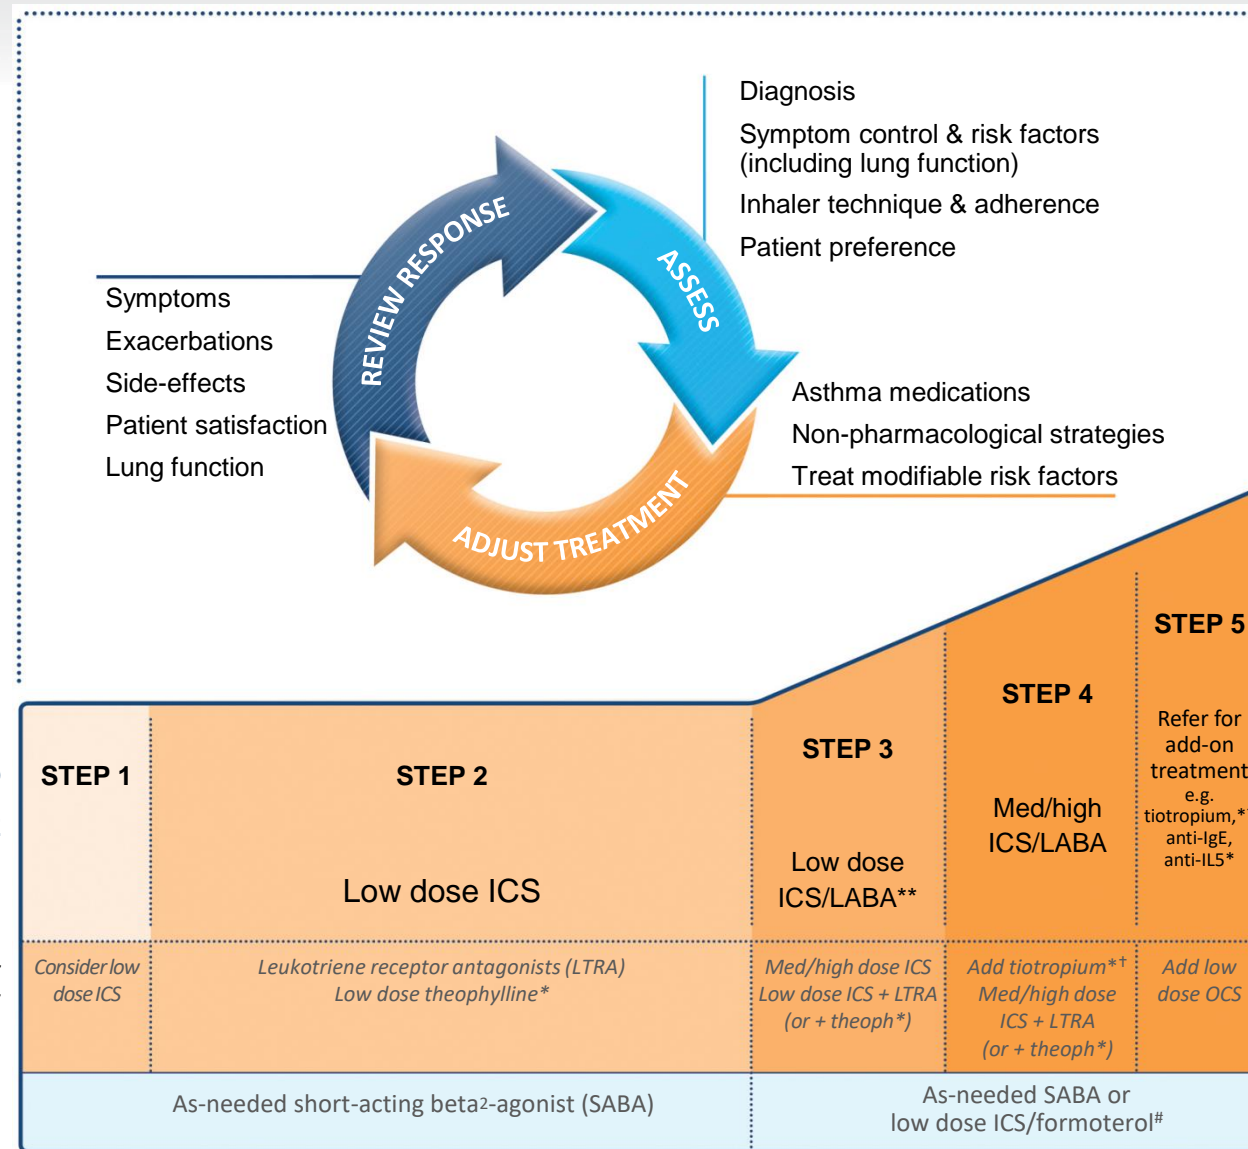 Diagnosis
Symptom control & risk factors
(including lung function)
Inhaler technique & adherence
Patient preference
REVIEW RESPONSE
ASSESS
ADJUST TREATMENT
Symptoms
Exacerbations
Side-effects
Patient satisfaction
Lung function
Asthma medications
Non-pharmacological strategies
Treat modifiable risk factors
STEP 1
STEP 2
Low dose ICS
STEP 3
Low dose
ICS/LABA**
STEP 4
Med/high
ICS/LABA
STEP 5
Refer for
add-on
treatment
e.g.
tiotropium,*
anti-IgE,
anti-IL5*
Consider low
dose ICS
Leukotriene receptor antagonists (LTRA)
Low dose theophylline*
Med/high dose ICS
Low dose ICS + LTRA
(or + theoph*)
Add tiotropium*†
Med/high dose
ICS + LTRA
(or + theoph*)
Add low
dose OCS
As-needed short-acting beta2-agonist (SABA)
As-needed SABA or
low dose ICS/formoterol#